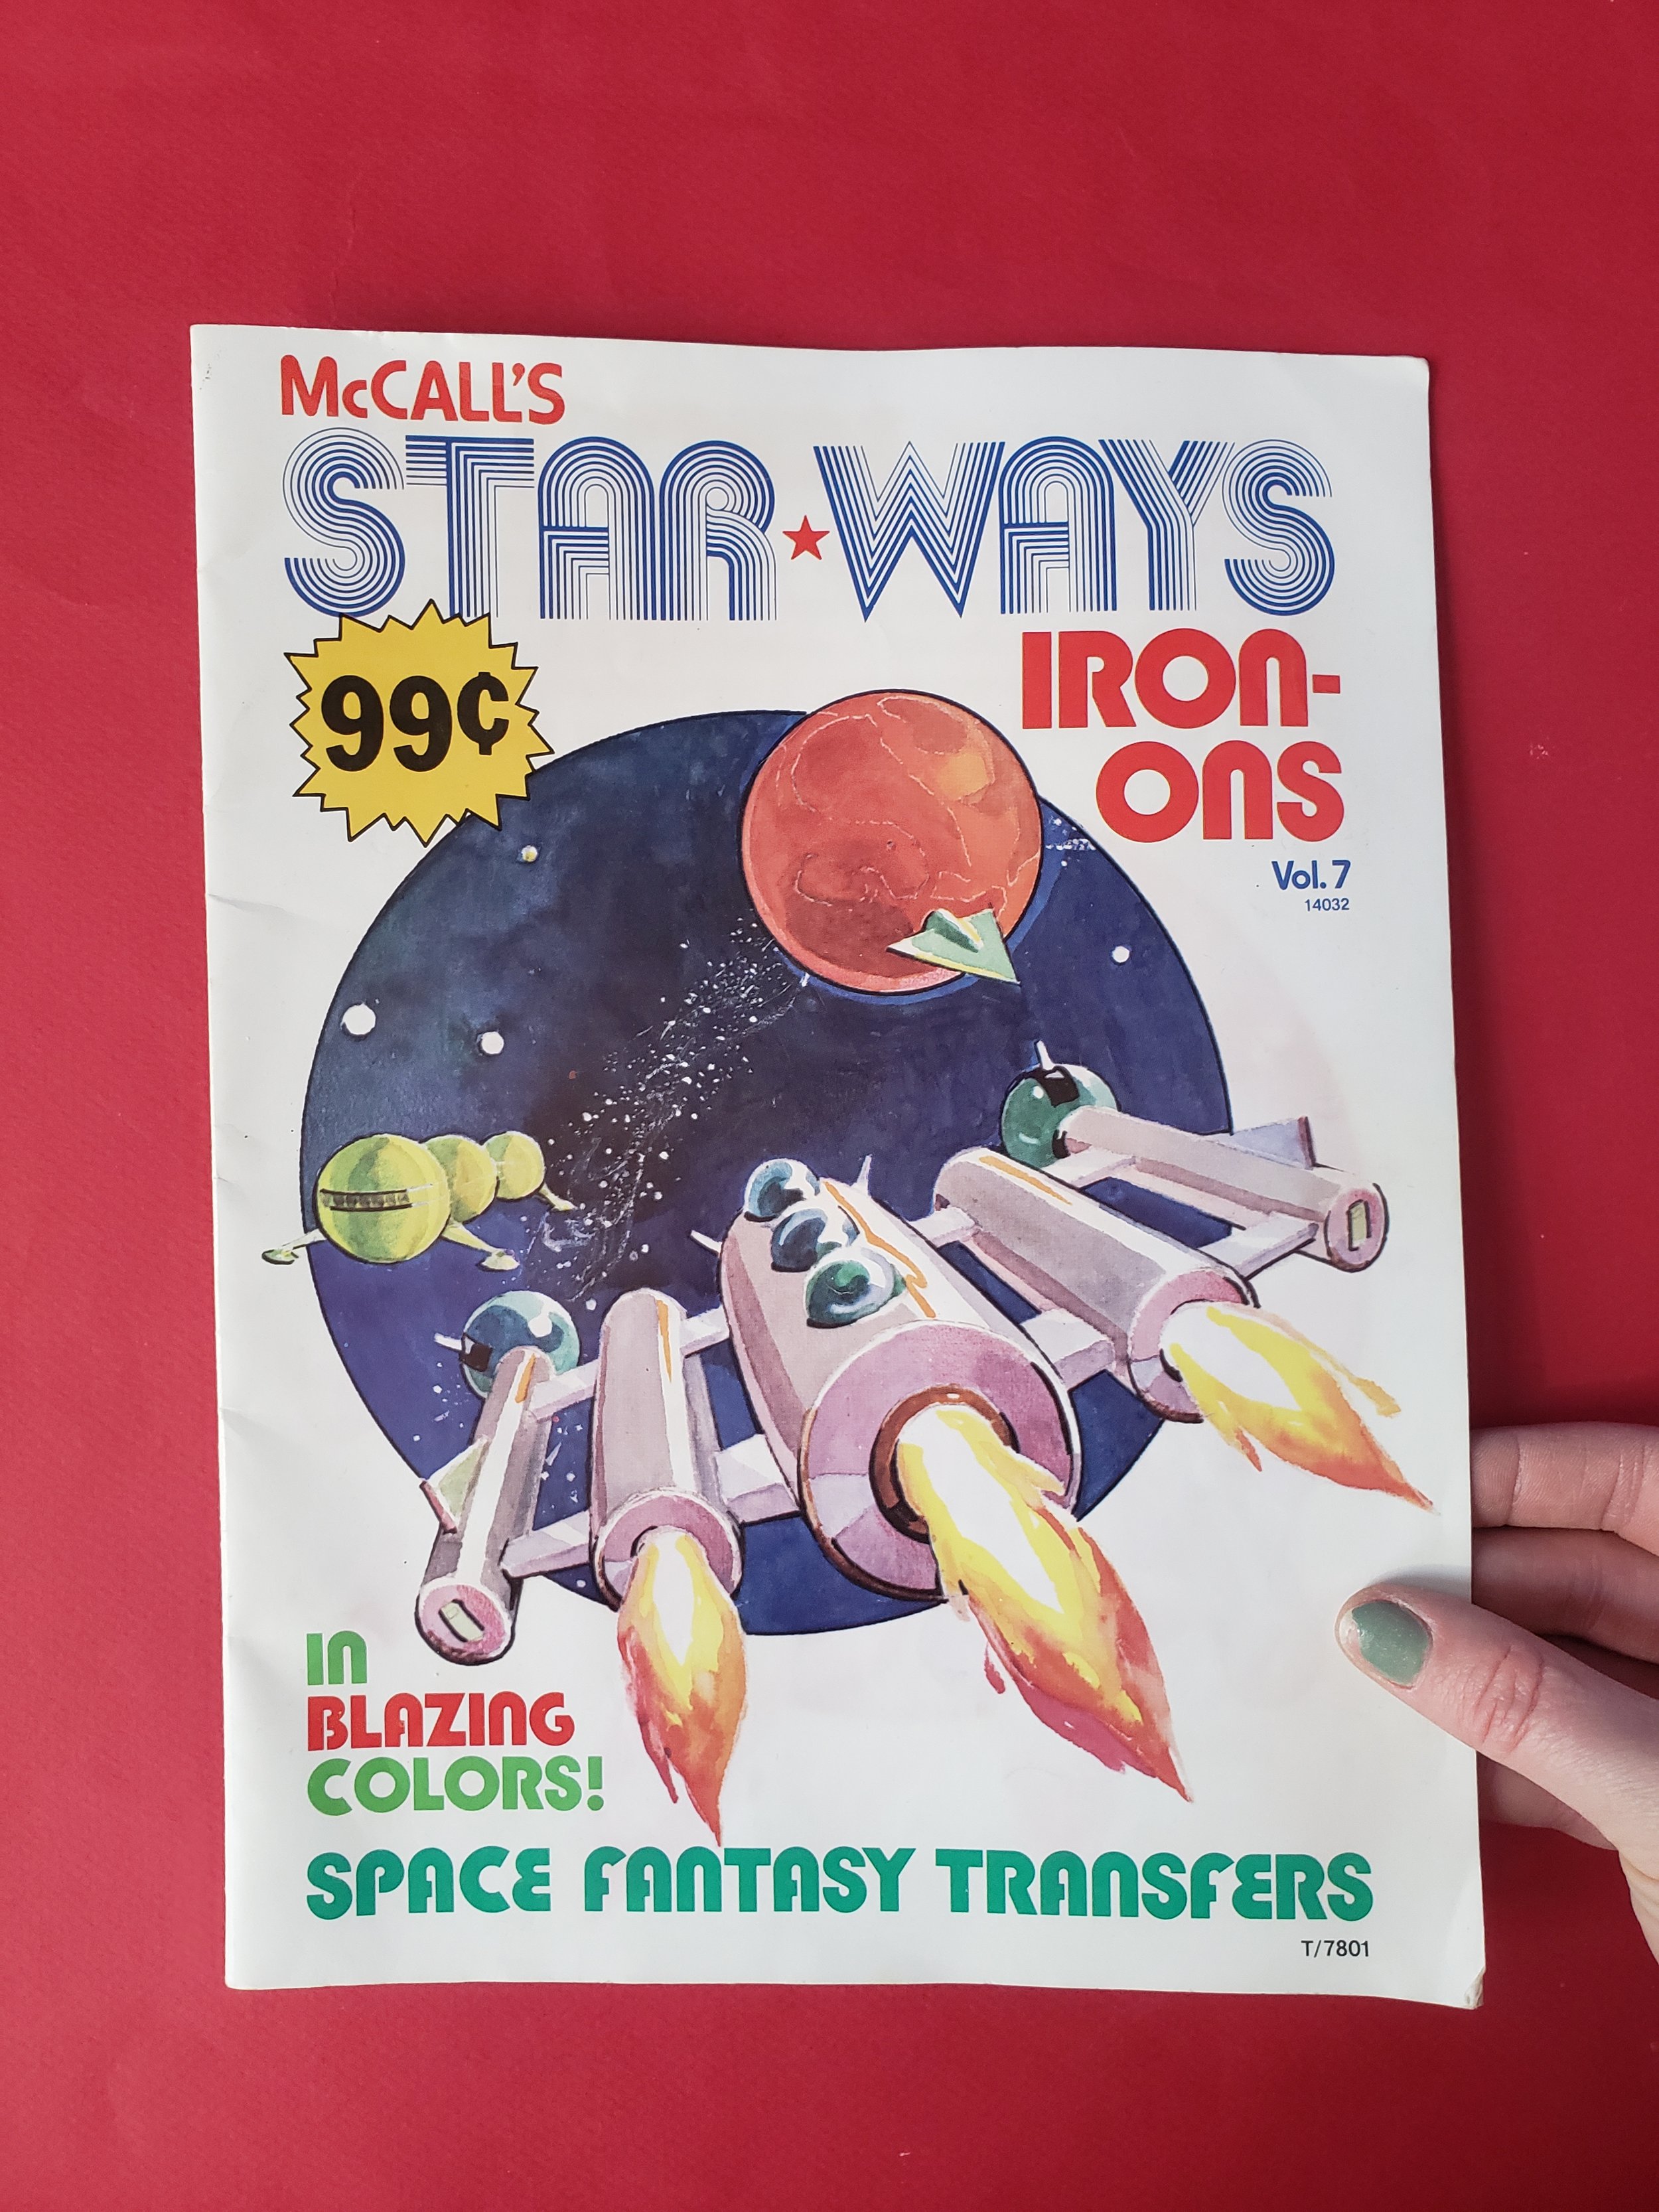 McCALL'S
STAR★WAYS
99¢
IRON-
ONS
Vol. 7
14032
IN
BLAZING
COLORS!
SPACE FANTASY TRANSFERS
T/7801